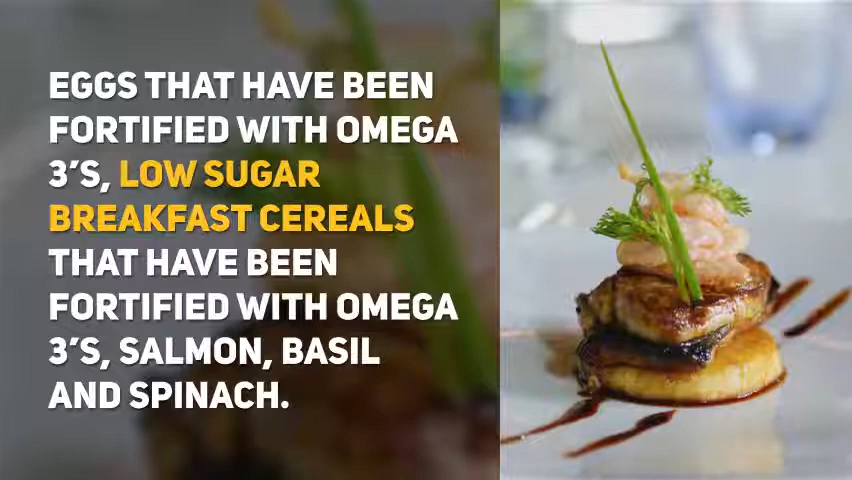 EGGS THAT HAVE BEEN
FORTIFIED WITH OMEGA
3'S, LOW SUGAR
BREAKFAST CEREALS
THAT HAVE BEEN
FORTIFIED WITH OMEGA
3'S, SALMON, BASIL
AND SPINACH.